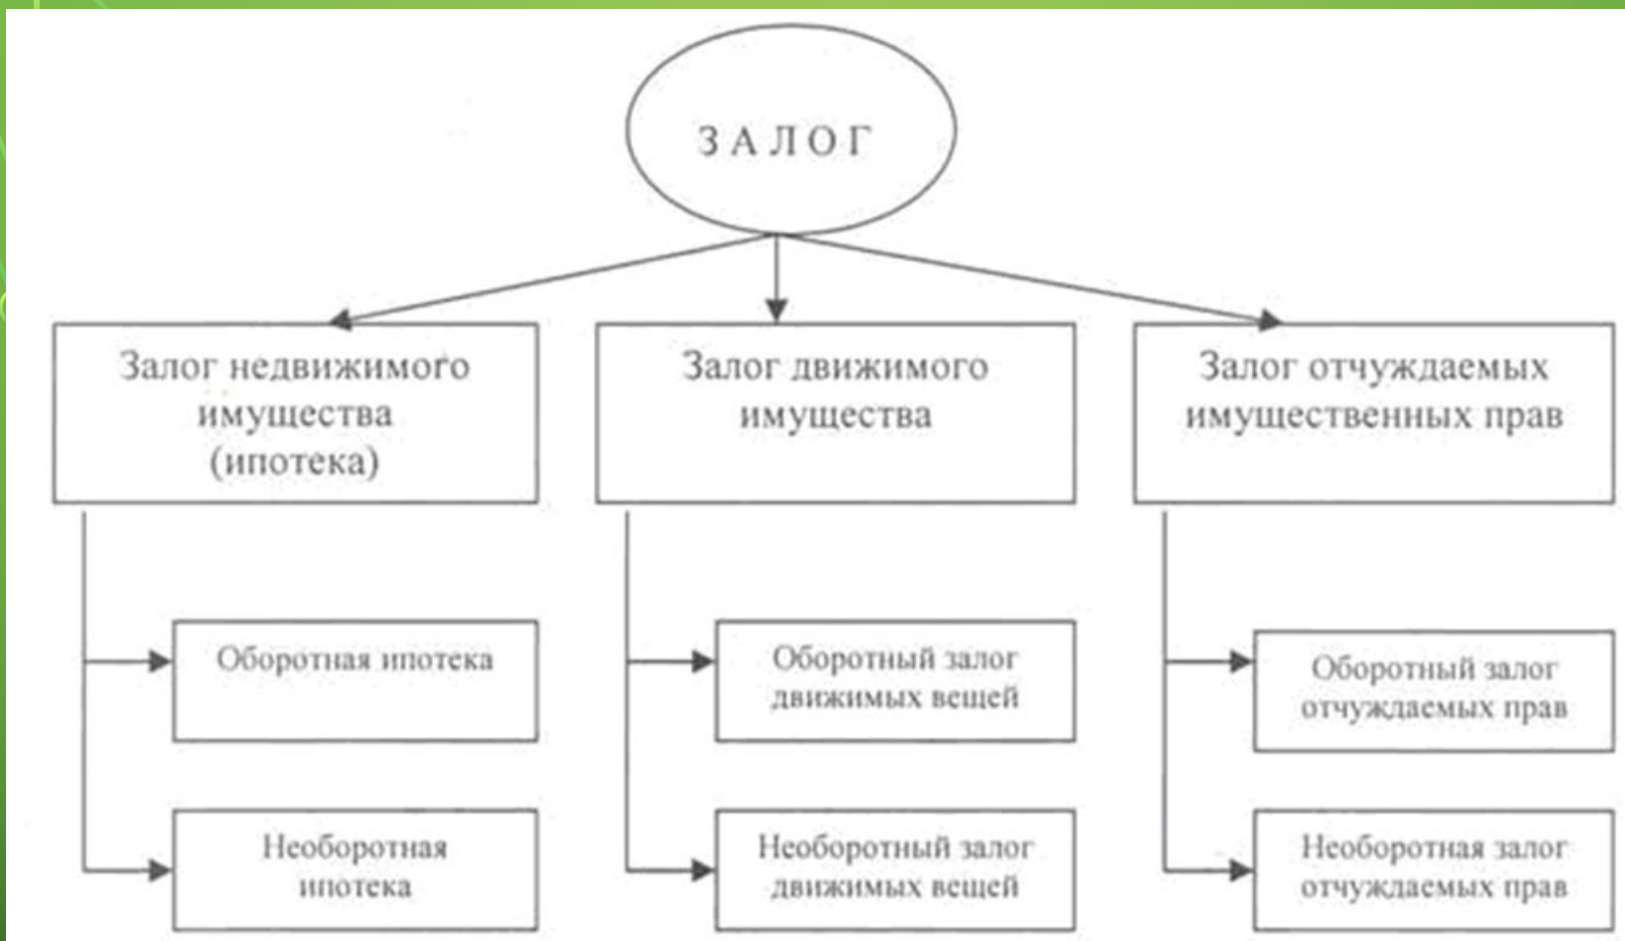 ЗАЛОГ
Залог недвижимого
имущества
(ипотека)
Залог движимого
имущества
Залог отчуждаемых
имущественных прав
Оборотная ипотека
Оборотный залог
движимых вещей
Оборотный залог
отчуждаемых прав
Необоротная
ипотека
Необоротный залог
движимых вещей
Необоротная залог
отчуждаемых прав